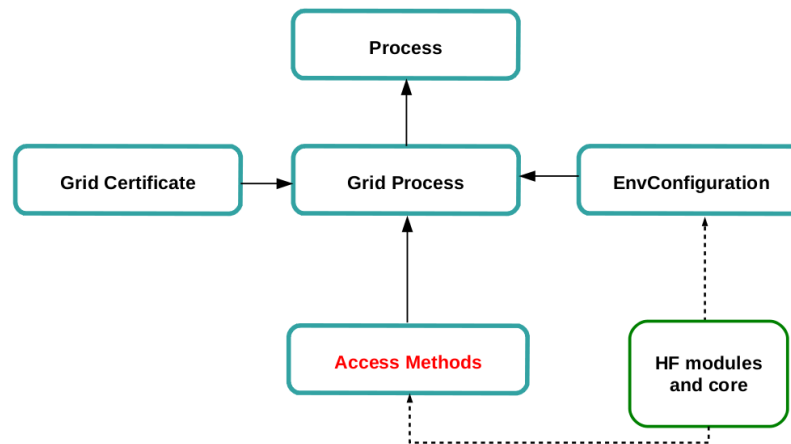 Process
Grid Certificate
Grid Process
EnvConfiguration
Access Methods
HF modules
and core